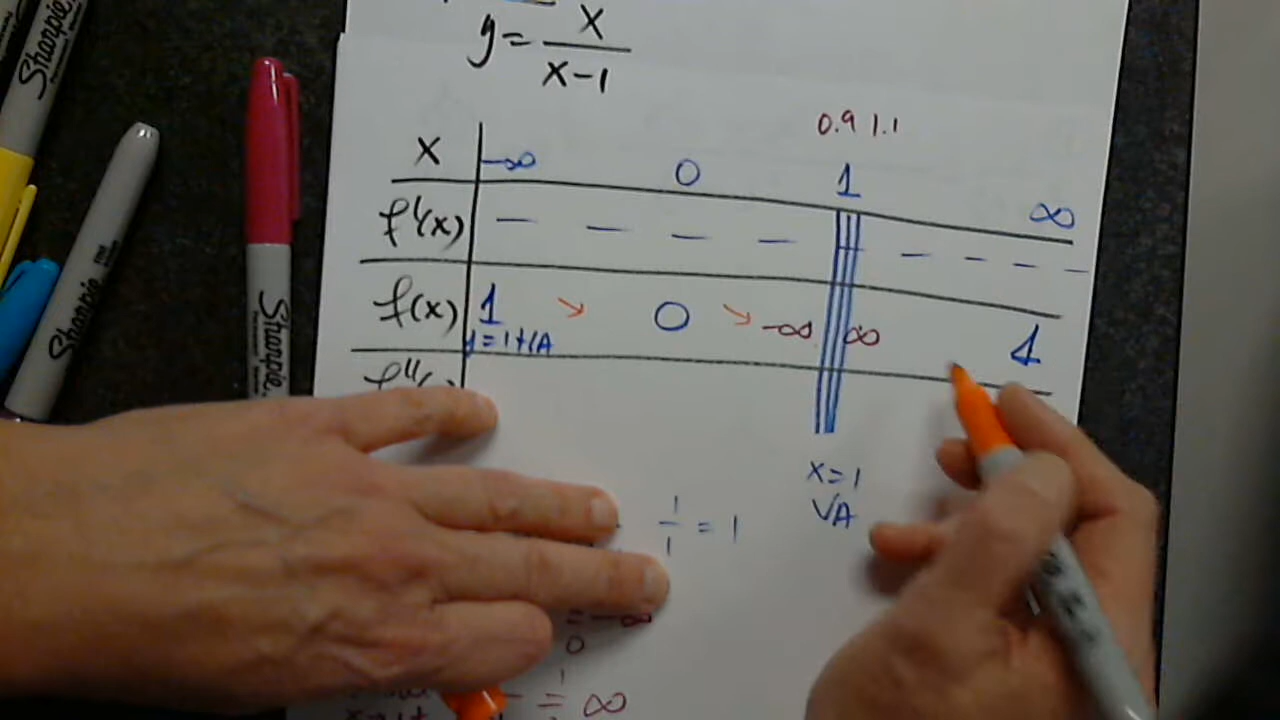 y = x/(x-1)
0.9 1.1
x -∞ 0 1 ∞
f'(x) - - - - - - - -
f(x) 1 ↘ 0 ↘ -∞ ∞ 1
y=1 HA
f''(
x=1
VA
1/1 = 1
0
= ∞
Sharpie
Sharpie
Sharpie